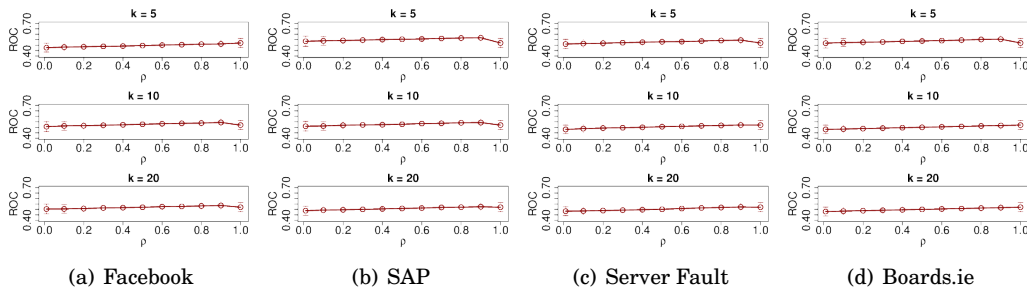 k = 5 k = 5 k = 5 k = 5
ROC 0.40 0.70 ROC 0.40 0.70 ROC 0.40 0.70 ROC 0.40 0.70
0.0 0.2 0.4 0.6 0.8 1.0 0.0 0.2 0.4 0.6 0.8 1.0 0.0 0.2 0.4 0.6 0.8 1.0 0.0 0.2 0.4 0.6 0.8 1.0
ρ ρ ρ ρ
k = 10 k = 10 k = 10 k = 10
ROC 0.40 0.70 ROC 0.40 0.70 ROC 0.40 0.70 ROC 0.40 0.70
0.0 0.2 0.4 0.6 0.8 1.0 0.0 0.2 0.4 0.6 0.8 1.0 0.0 0.2 0.4 0.6 0.8 1.0 0.0 0.2 0.4 0.6 0.8 1.0
ρ ρ ρ ρ
k = 20 k = 20 k = 20 k = 20
ROC 0.40 0.70 ROC 0.40 0.70 ROC 0.40 0.70 ROC 0.40 0.70
0.0 0.2 0.4 0.6 0.8 1.0 0.0 0.2 0.4 0.6 0.8 1.0 0.0 0.2 0.4 0.6 0.8 1.0 0.0 0.2 0.4 0.6 0.8 1.0
ρ ρ ρ ρ
(a) Facebook (b) SAP (c) Server Fault (d) Boards.ie